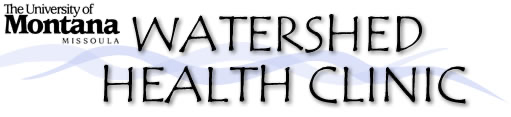 The University of
Montana
MISSOULA
WATERSHED
HEALTH CLINIC